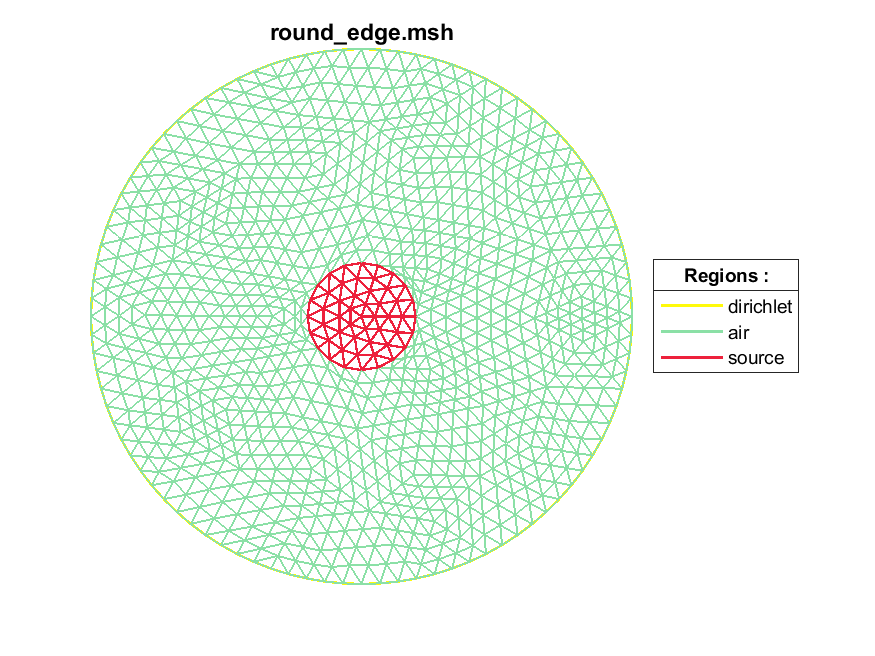 round_edge.msh
Regions :
dirichlet
air
source